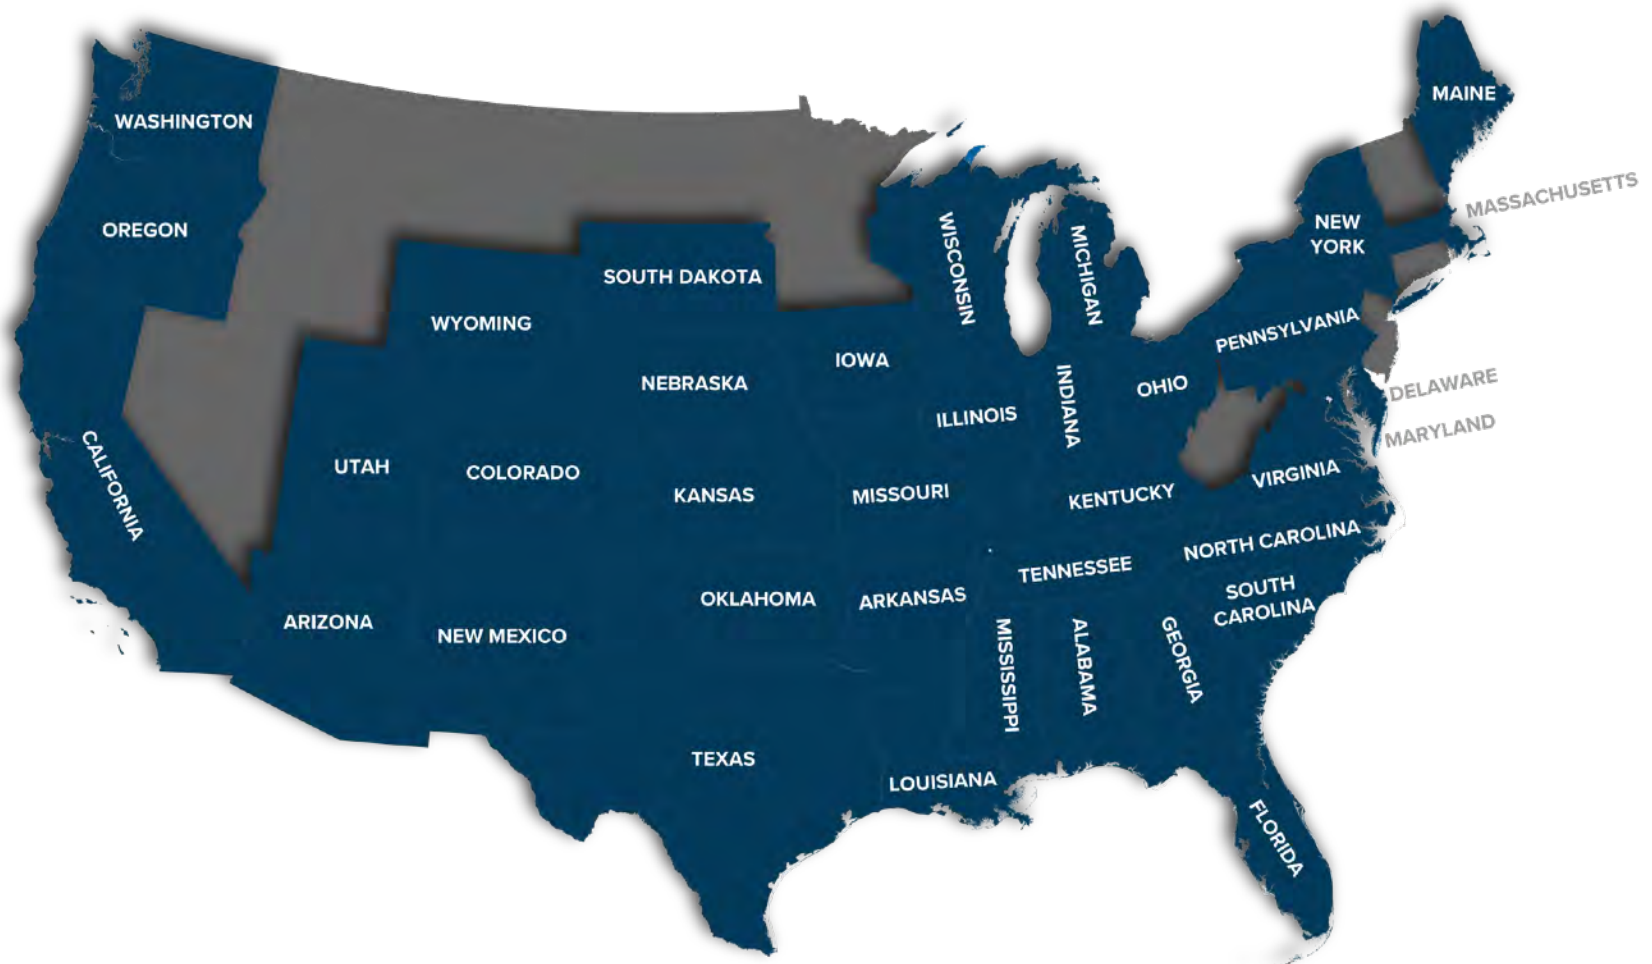 MAINE
WASHINGTON
MASSACHUSETTS
OREGON
NEW
YORK
WISCONSIN
MICHIGAN
SOUTH DAKOTA
WYOMING
PENNSYLVANIA
IOWA
NEBRASKA
INDIANA
OHIO
DELAWARE
ILLINOIS
MARYLAND
CALIFORNIA
UTAH
COLORADO
KANSAS
MISSOURI
KENTUCKY
VIRGINIA
NORTH CAROLINA
TENNESSEE
OKLAHOMA
ARKANSAS
SOUTH
CAROLINA
ARIZONA
NEW MEXICO
MISSISSIPPI
ALABAMA
GEORGIA
TEXAS
LOUISIANA
FLORIDA